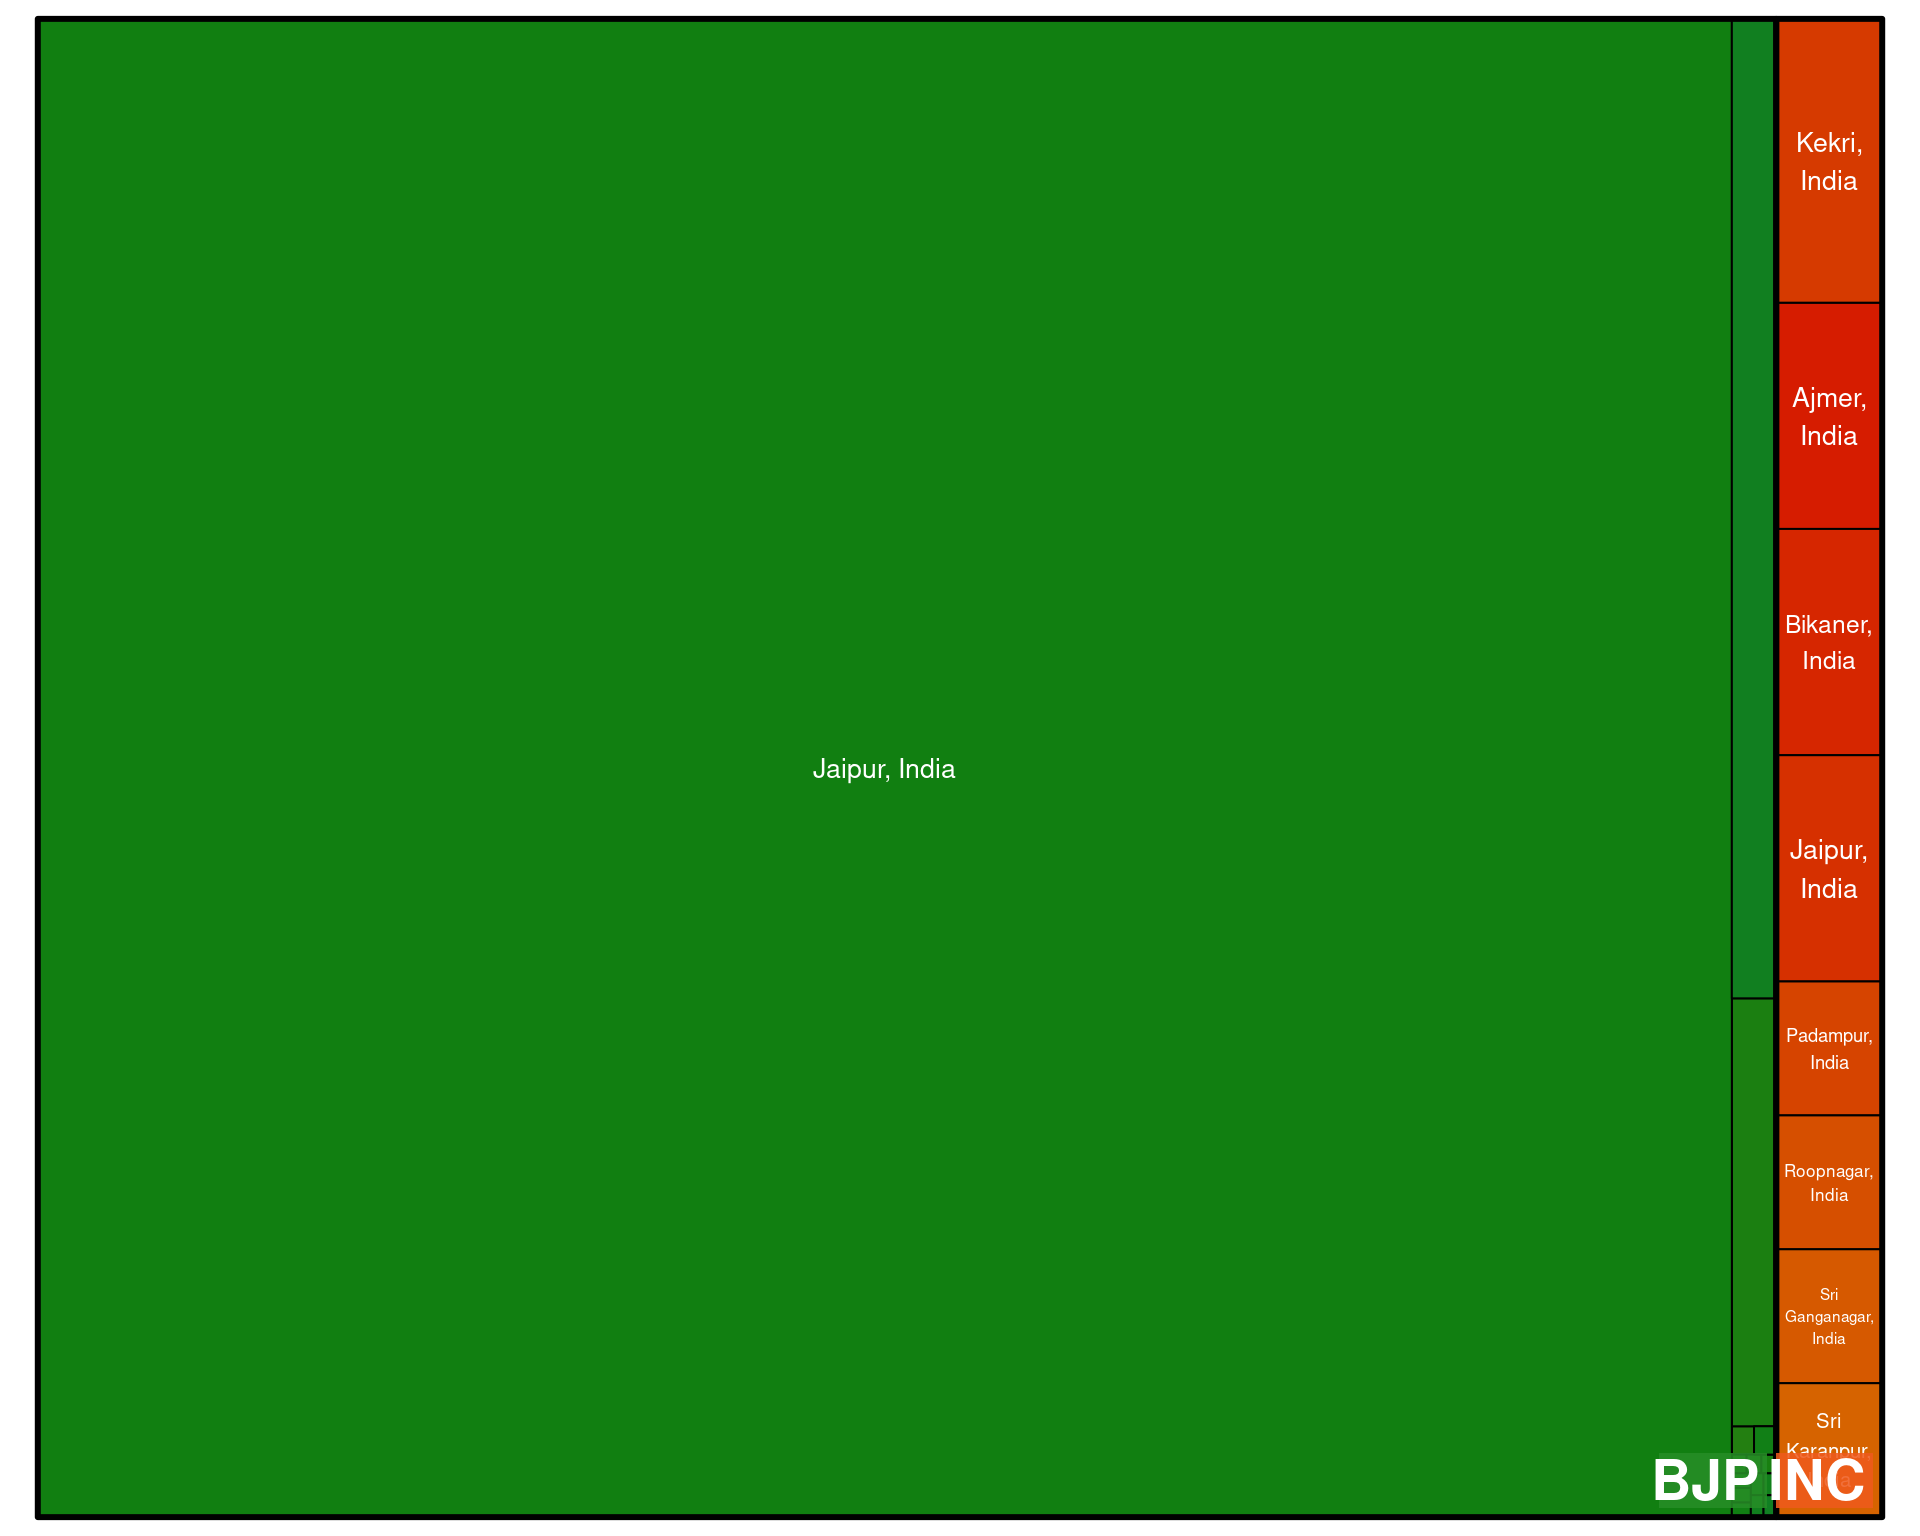 Jaipur, India
Kekri,
India
Ajmer,
India
Bikaner,
India
Jaipur,
India
Padampur,
India
Roopnagar,
India
Sri
Ganganagar,
India
Sri
Karanpur,
BJP INC